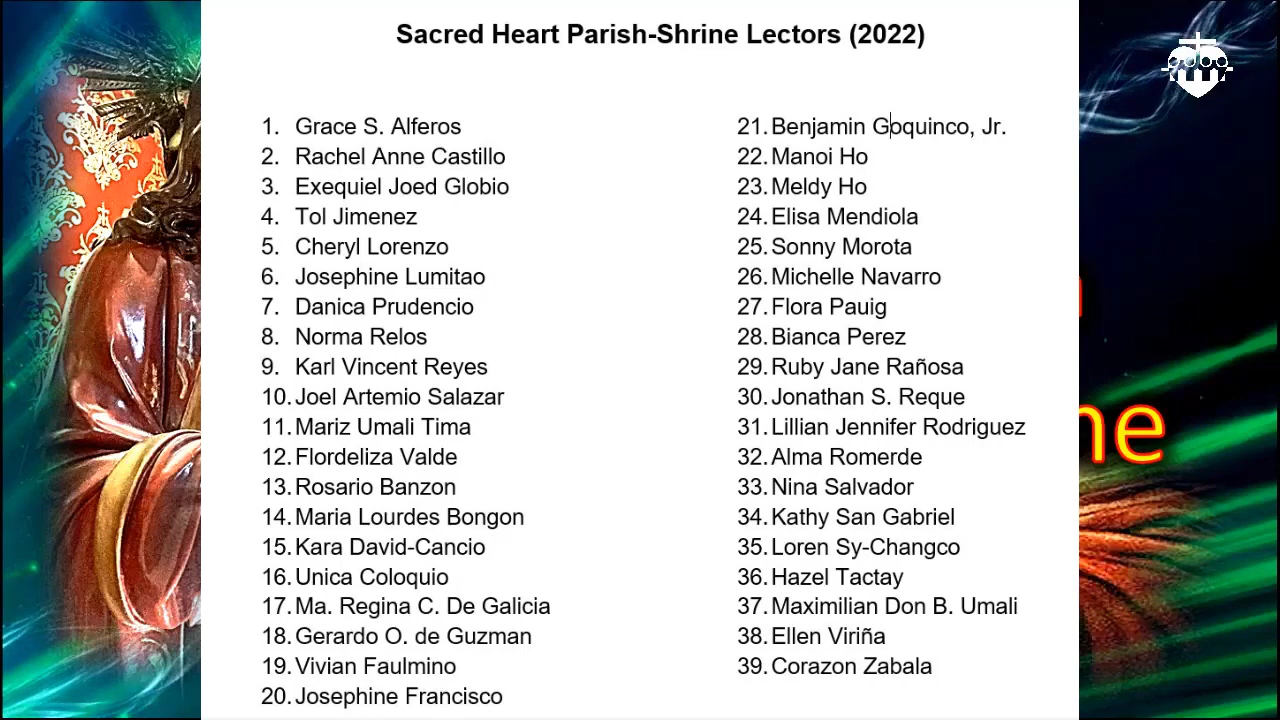 Sacred Heart Parish-Shrine Lectors (2022)
1. Grace S. Alferos
2. Rachel Anne Castillo
3. Exequiel Joed Globio
4. Tol Jimenez
5. Cheryl Lorenzo
6. Josephine Lumitao
7. Danica Prudencio
8. Norma Relos
9. Karl Vincent Reyes
10. Joel Artemio Salazar
11. Mariz Umali Tima
12. Flordeliza Valde
13. Rosario Banzon
14. Maria Lourdes Bongon
15. Kara David-Cancio
16. Unica Coloquio
17. Ma. Regina C. De Galicia
18. Gerardo O. de Guzman
19. Vivian Faulmino
20. Josephine Francisco
21. Benjamin Goquinco, Jr.
22. Manoi Ho
23. Meldy Ho
24. Elisa Mendiola
25. Sonny Morota
26. Michelle Navarro
27. Flora Pauig
28. Bianca Perez
29. Ruby Jane Rañosa
30. Jonathan S. Reque
31. Lillian Jennifer Rodriguez
32. Alma Romerde
33. Nina Salvador
34. Kathy San Gabriel
35. Loren Sy-Changco
36. Hazel Tactay
37. Maximilian Don B. Umali
38. Ellen Viriña
39. Corazon Zabala